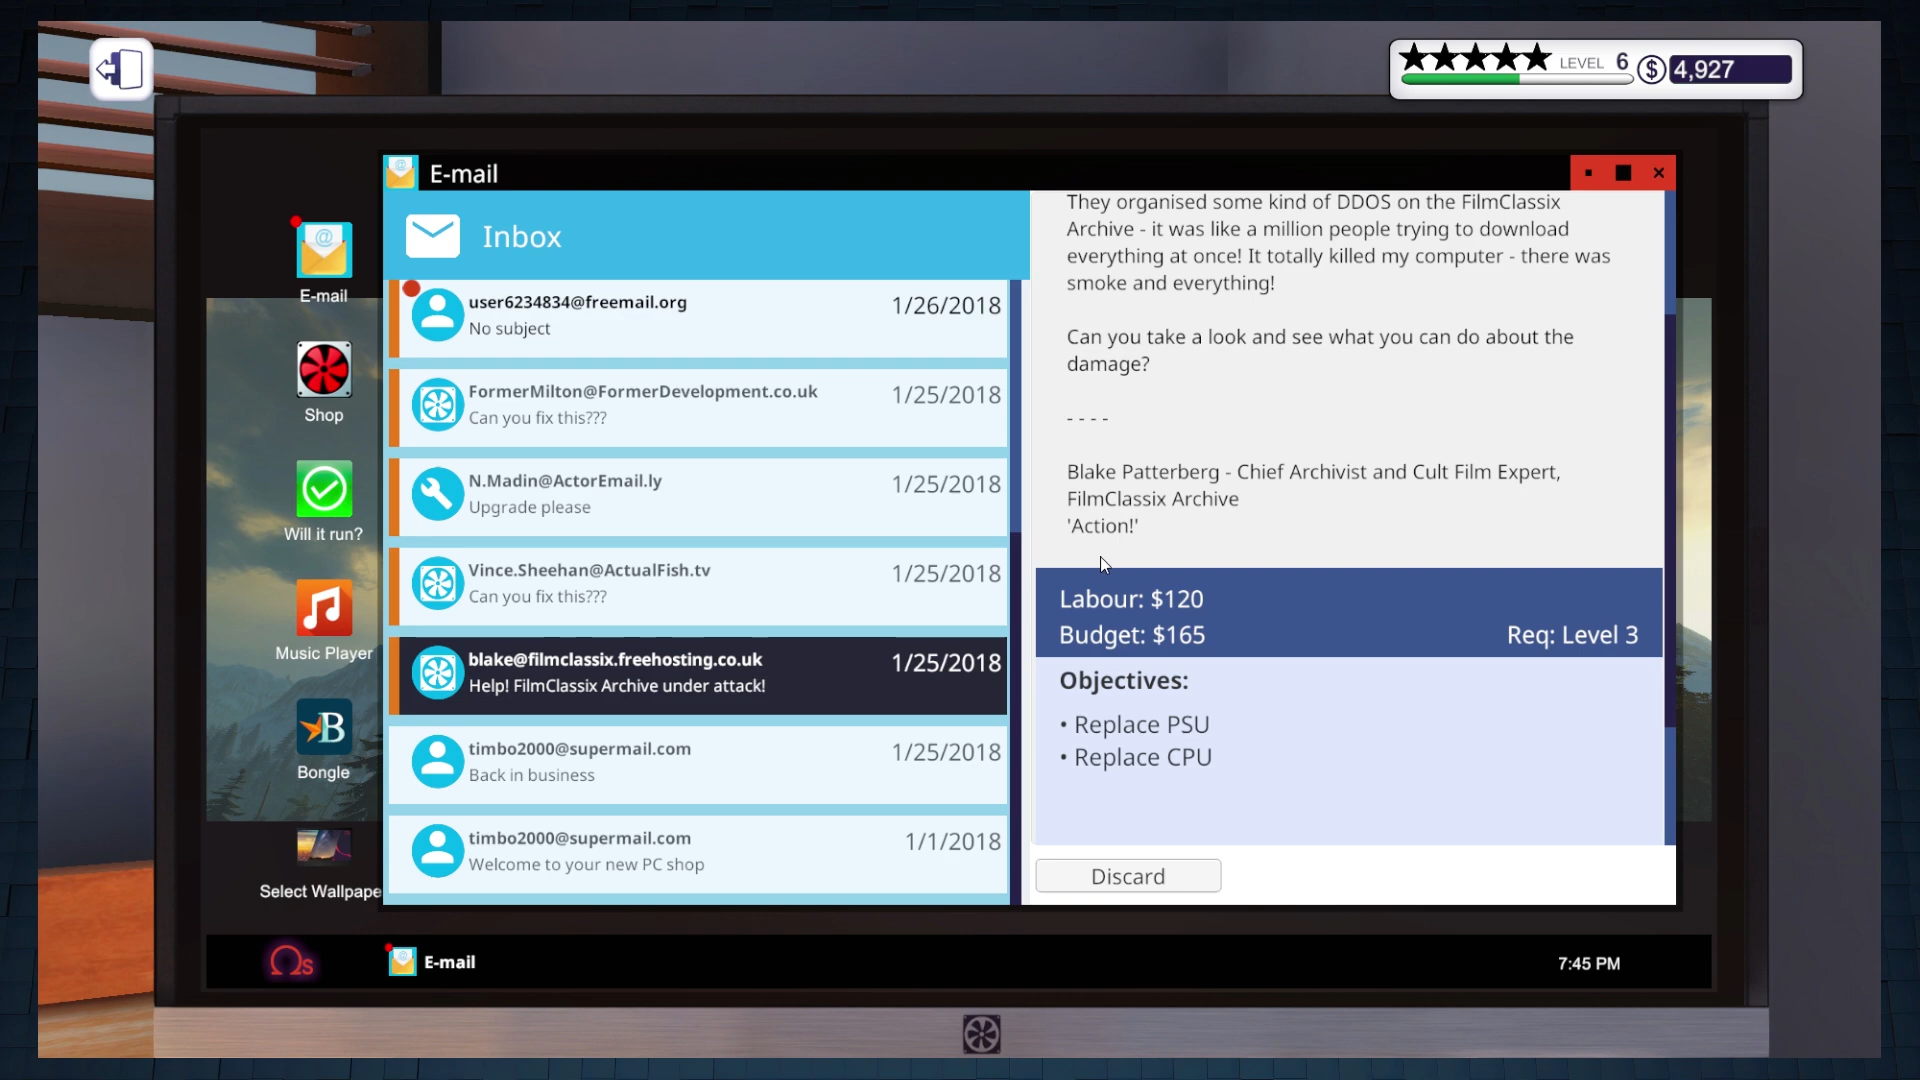 LEVEL 6
$ 4,927
E-mail
Inbox
E-mail
Shop
Will it run?
Music Player
Bongle
B
Select Wallpape
user6234834@freemail.org 1/26/2018
No subject
FormerMilton@FormerDevelopment.co.uk 1/25/2018
Can you fix this???
N.Madin@ActorEmail.ly 1/25/2018
Upgrade please
Vince.Sheehan@ActualFish.tv 1/25/2018
Can you fix this???
blake@filmclassix.freehosting.co.uk 1/25/2018
Help! FilmClassix Archive under attack!
timbo2000@supermail.com 1/25/2018
Back in business
timbo2000@supermail.com 1/1/2018
Welcome to your new PC shop
They organised some kind of DDOS on the FilmClassix
Archive - it was like a million people trying to download
everything at once! It totally killed my computer - there was
smoke and everything!
Can you take a look and see what you can do about the
damage?
- - - -
Blake Patterberg - Chief Archivist and Cult Film Expert,
FilmClassix Archive
'Action!'
Labour: $120
Budget: $165 Req: Level 3
Objectives:
• Replace PSU
• Replace CPU
Discard
Ωs
E-mail
7:45 PM